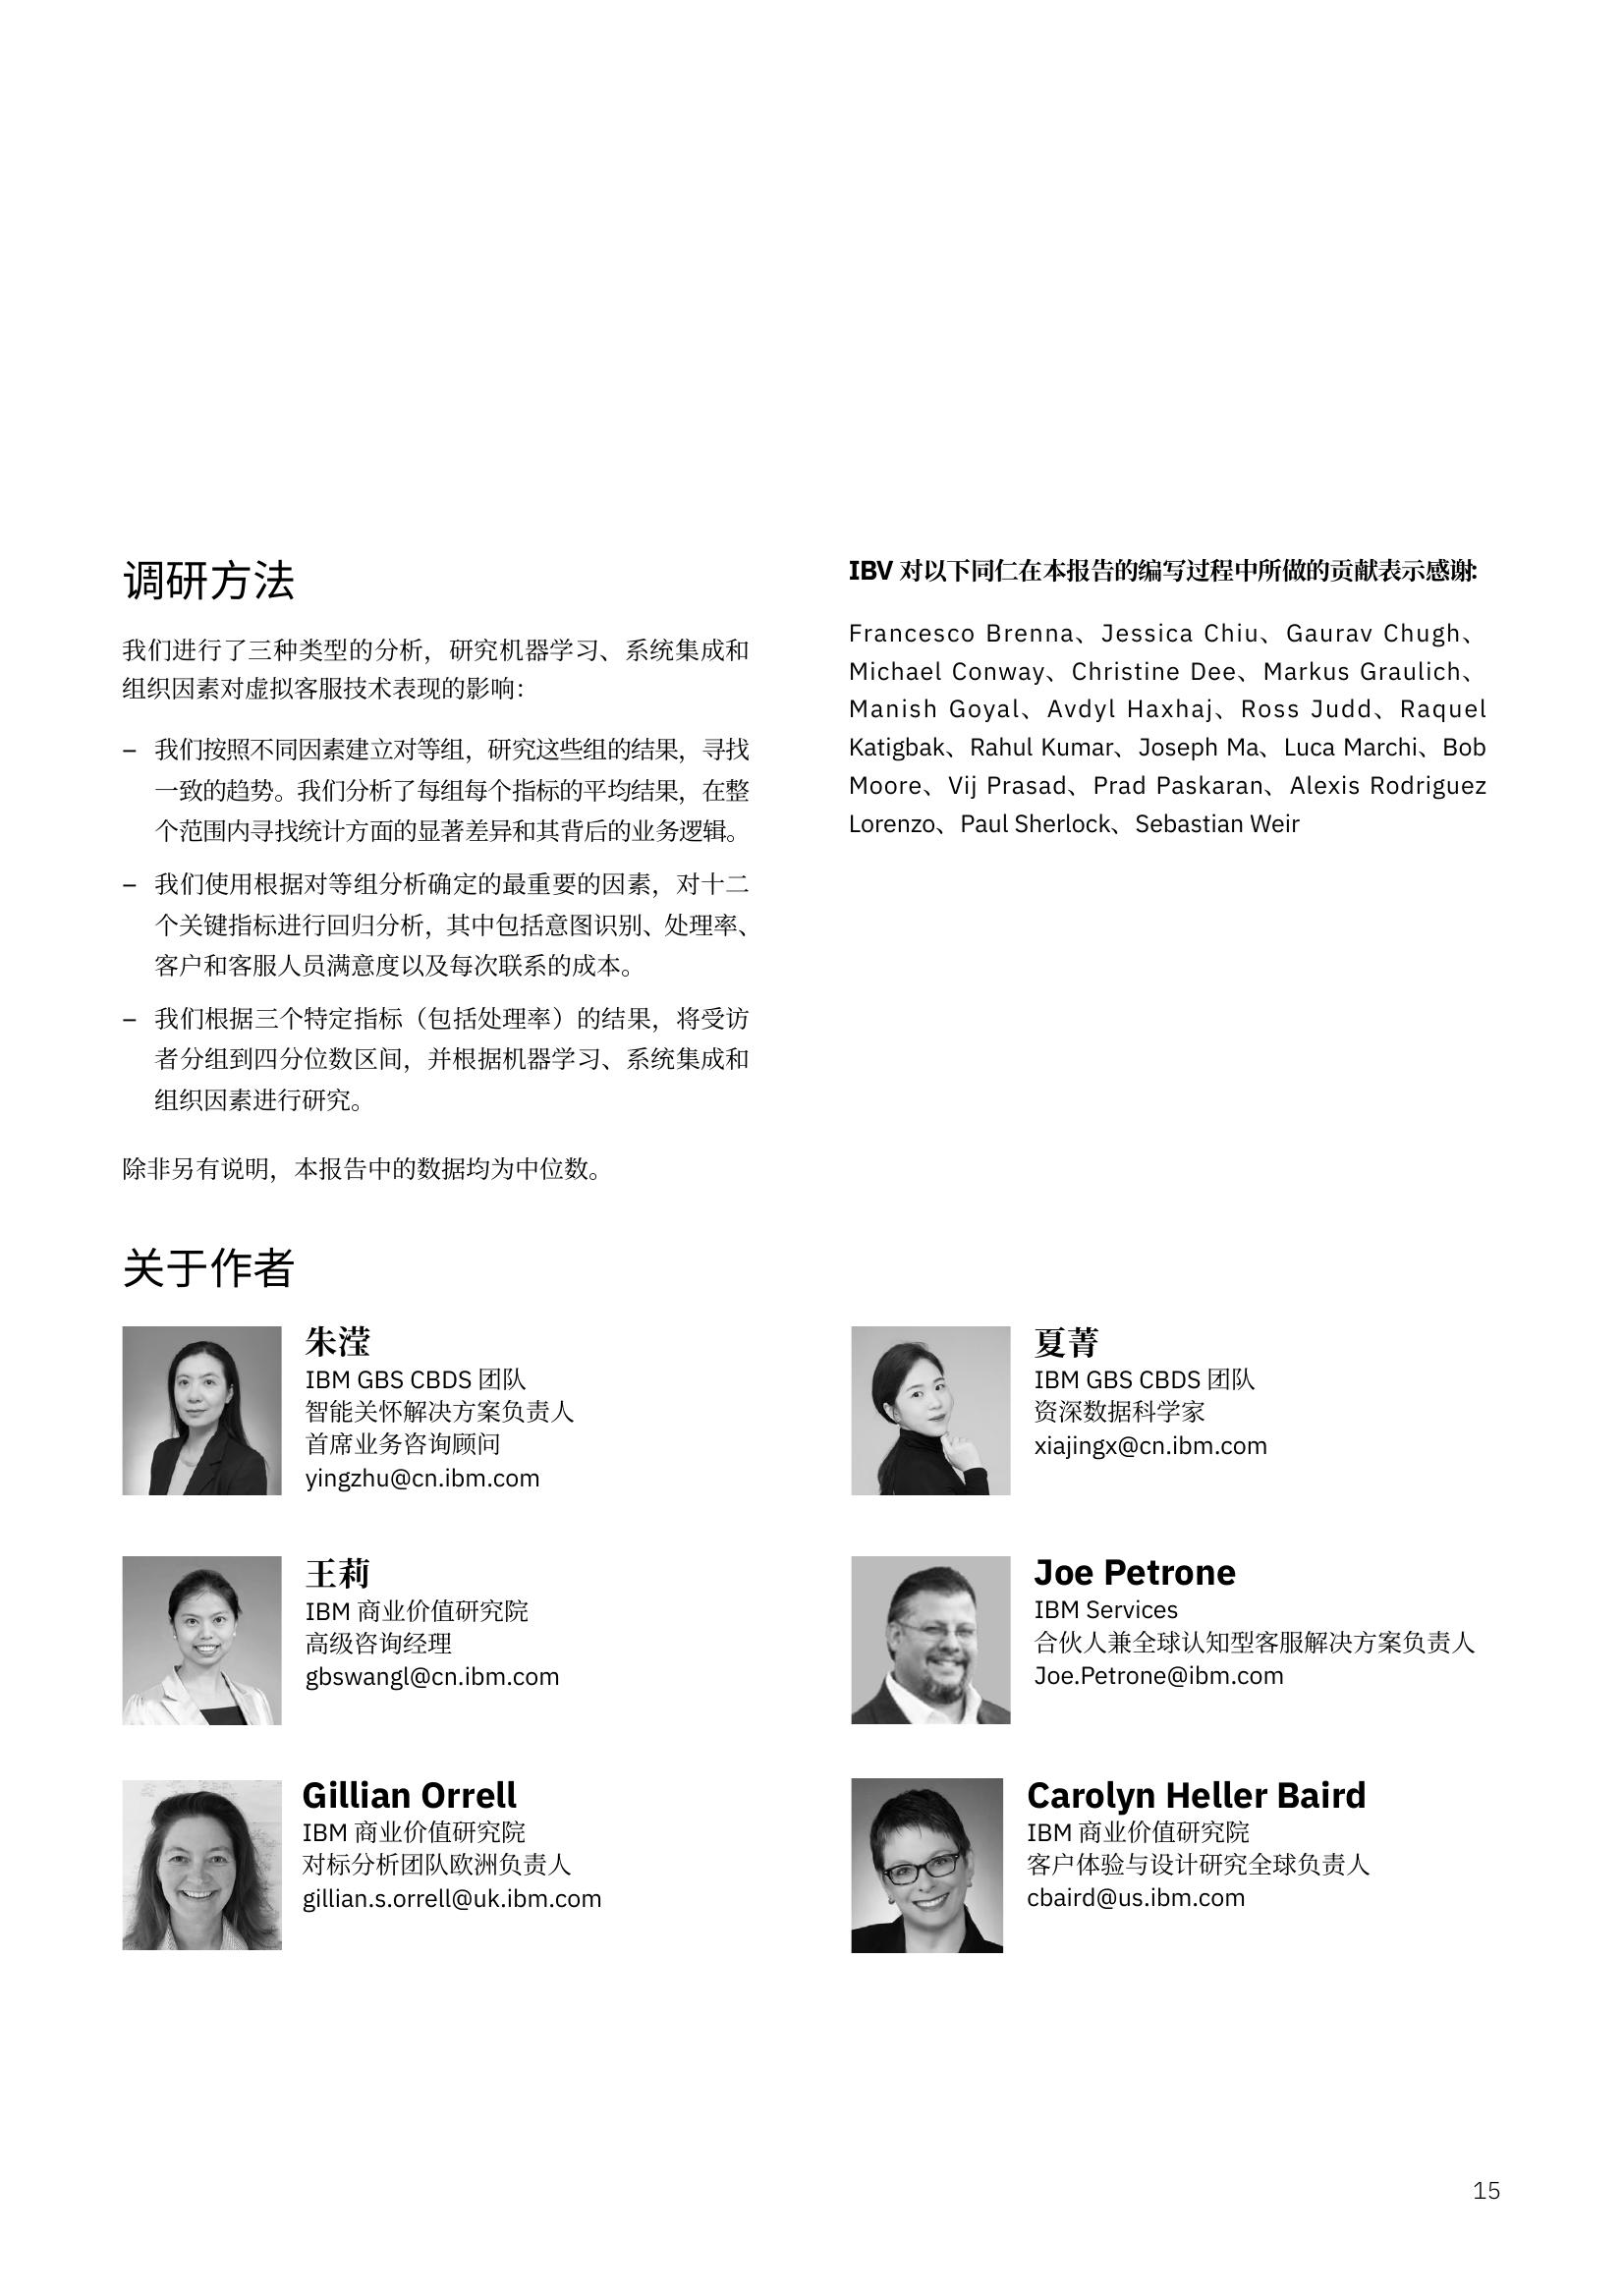 调研方法
我们进行了三种类型的分析，研究机器学习、系统集成和
组织因素对虚拟客服技术表现的影响：
– 我们按照不同因素建立对等组，研究这些组的结果，寻找
一致的趋势。我们分析了每组每个指标的平均结果，在整
个范围内寻找统计方面的显著差异和其背后的业务逻辑。
– 我们使用根据对等组分析确定的最重要的因素，对十二
个关键指标进行回归分析，其中包括意图识别、处理率、
客户和客服人员满意度以及每次联系的成本。
– 我们根据三个特定指标（包括处理率）的结果，将受访
者分组到四分位数区间，并根据机器学习、系统集成和
组织因素进行研究。
除非另有说明，本报告中的数据均为中位数。
IBV 对以下同仁在本报告的编写过程中所做的贡献表示感谢：
Francesco Brenna、Jessica Chiu、Gaurav Chugh、
Michael Conway、Christine Dee、Markus Graulich、
Manish Goyal、Avdyl Haxhaj、Ross Judd、Raquel
Katigbak、Rahul Kumar、Joseph Ma、Luca Marchi、Bob
Moore、Vij Prasad、Prad Paskaran、Alexis Rodriguez
Lorenzo、Paul Sherlock、Sebastian Weir
关于作者
朱滢
IBM GBS CBDS 团队
智能关怀解决方案负责人
首席业务咨询顾问
yingzhu@cn.ibm.com
夏菁
IBM GBS CBDS 团队
资深数据科学家
xiajingx@cn.ibm.com
王莉
IBM 商业价值研究院
高级咨询经理
gbswangl@cn.ibm.com
Joe Petrone
IBM Services
合伙人兼全球认知型客服解决方案负责人
Joe.Petrone@ibm.com
Gillian Orrell
IBM 商业价值研究院
对标分析团队欧洲负责人
gillian.s.orrell@uk.ibm.com
Carolyn Heller Baird
IBM 商业价值研究院
客户体验与设计研究全球负责人
cbaird@us.ibm.com
15